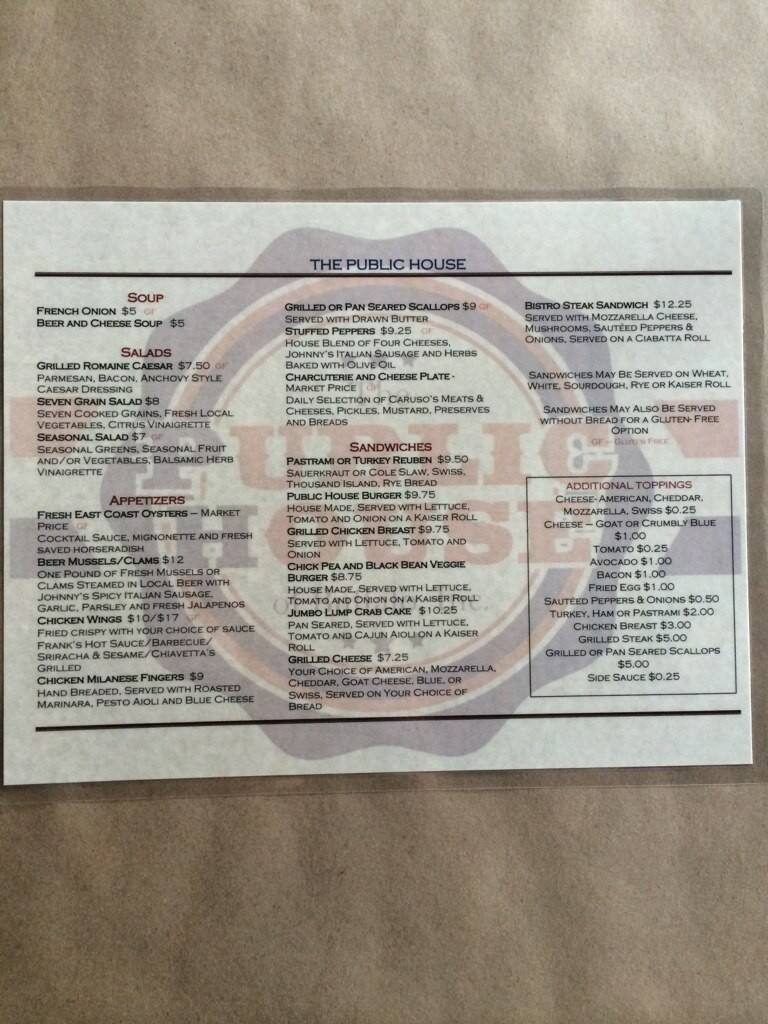 THE PUBLIC HOUSE
SOUP
FRENCH ONION $5 GF
BEER AND CHEESE SOUP $5
SALADS
GRILLED ROMAINE CAESAR $7.50 GF
PARMESAN, BACON, ANCHOVY STYLE
CAESAR DRESSING
SEVEN GRAIN SALAD $8
SEVEN COOKED GRAINS, FRESH LOCAL
VEGETABLES, CITRUS VINAIGRETTE
SEASONAL SALAD $7 GF
SEASONAL GREENS, SEASONAL FRUIT
AND/OR VEGETABLES, BALSAMIC HERB
VINAIGRETTE
APPETIZERS
FRESH EAST COAST OYSTERS – MARKET
PRICE GF
COCKTAIL SAUCE, MIGNONETTE AND FRESH
SAVED HORSERADISH
BEER MUSSELS/CLAMS $12
ONE POUND OF FRESH MUSSELS OR
CLAMS STEAMED IN LOCAL BEER WITH
JOHNNY'S SPICY ITALIAN SAUSAGE,
GARLIC, PARSLEY AND FRESH JALAPENOS
CHICKEN WINGS $10/$17
FRIED CRISPY WITH YOUR CHOICE OF SAUCE
FRANK'S HOT SAUCE/BARBECUE/
SRIRACHA & SESAME/CHIAVETTA'S
GRILLED
CHICKEN MILANESE FINGERS $9
HAND BREADED, SERVED WITH ROASTED
MARINARA, PESTO AIOLI AND BLUE CHEESE
GRILLED OR PAN SEARED SCALLOPS $9 GF
SERVED WITH DRAWN BUTTER
STUFFED PEPPERS $9.25 GF
HOUSE BLEND OF FOUR CHEESES,
JOHNNY'S ITALIAN SAUSAGE AND HERBS
BAKED WITH OLIVE OIL
CHARCUTERIE AND CHEESE PLATE -
MARKET PRICE
DAILY SELECTION OF CARUSO'S MEATS &
CHEESES, PICKLES, MUSTARD, PRESERVES
AND BREADS
SANDWICHES
PASTRAMI OR TURKEY REUBEN $9.50
SAUERKRAUT OR COLE SLAW, SWISS,
THOUSAND ISLAND, RYE BREAD
PUBLIC HOUSE BURGER $9.75
HOUSE MADE, SERVED WITH LETTUCE,
TOMATO AND ONION ON A KAISER ROLL
GRILLED CHICKEN BREAST $9.75
SERVED WITH LETTUCE, TOMATO AND
ONION
CHICK PEA AND BLACK BEAN VEGGIE
BURGER $8.75
HOUSE MADE, SERVED WITH LETTUCE,
TOMATO AND ONION ON A KAISER ROLL
JUMBO LUMP CRAB CAKE $10.25
PAN SEARED, SERVED WITH LETTUCE,
TOMATO AND CAJUN AIOLI ON A KAISER
ROLL
GRILLED CHEESE $7.25
YOUR CHOICE OF AMERICAN, MOZZARELLA,
CHEDDAR, GOAT CHEESE, BLUE, OR
SWISS, SERVED ON YOUR CHOICE OF
BREAD
BISTRO STEAK SANDWICH $12.25
SERVED WITH MOZZARELLA CHEESE,
MUSHROOMS, SAUTÉED PEPPERS &
ONIONS, SERVED ON A CIABATTA ROLL
SANDWICHES MAY BE SERVED ON WHEAT,
WHITE, SOURDOUGH, RYE OR KAISER ROLL
SANDWICHES MAY ALSO BE SERVED
WITHOUT BREAD FOR A GLUTEN- FREE
OPTION
GF – GLUTEN FREE
ADDITIONAL TOPPINGS
CHEESE- AMERICAN, CHEDDAR,
MOZZARELLA, SWISS $0.25
CHEESE – GOAT OR CRUMBLY BLUE
$1.00
TOMATO $0.25
AVOCADO $1.00
BACON $1.00
FRIED EGG $1.00
SAUTÉED PEPPERS & ONIONS $0.50
TURKEY, HAM OR PASTRAMI $2.00
CHICKEN BREAST $3.00
GRILLED STEAK $5.00
GRILLED OR PAN SEARED SCALLOPS
$5.00
SIDE SAUCE $0.25
PUBLIC
HOUSE